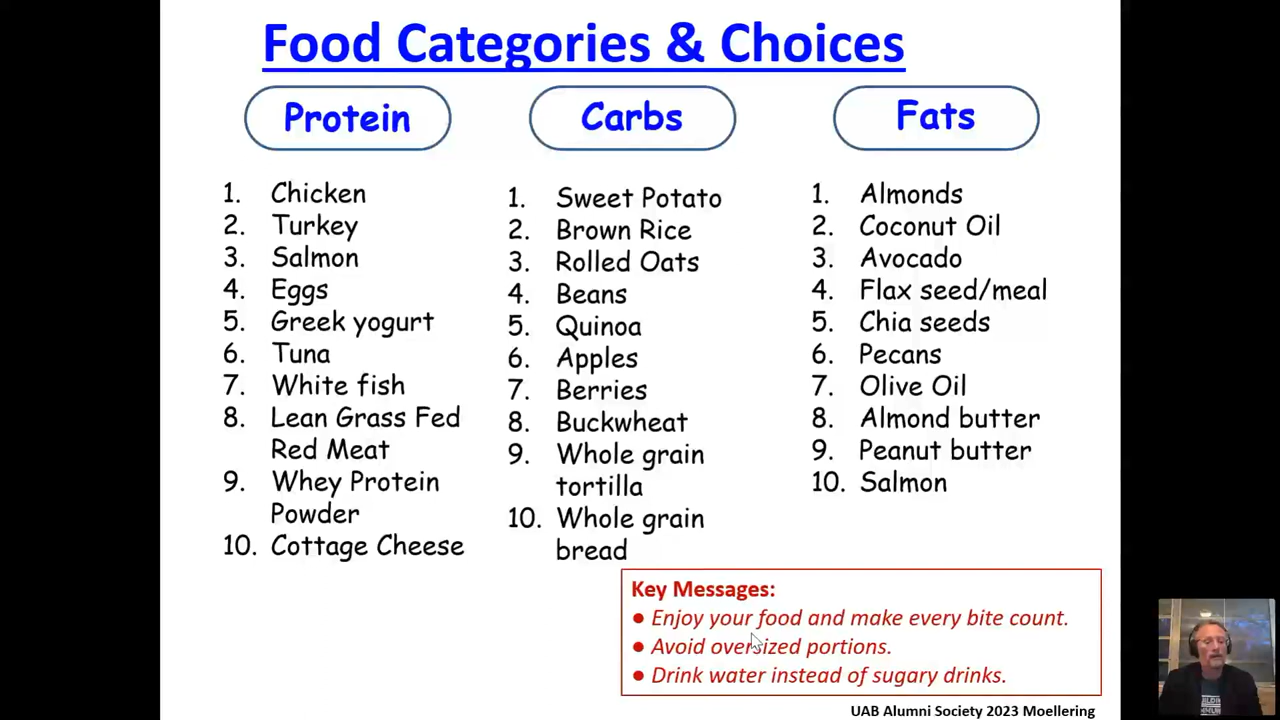 Food Categories & Choices
Protein
1. Chicken
2. Turkey
3. Salmon
4. Eggs
5. Greek yogurt
6. Tuna
7. White fish
8. Lean Grass Fed
Red Meat
9. Whey Protein
Powder
10. Cottage Cheese
Carbs
1. Sweet Potato
2. Brown Rice
3. Rolled Oats
4. Beans
5. Quinoa
6. Apples
7. Berries
8. Buckwheat
9. Whole grain
tortilla
10. Whole grain
bread
Fats
1. Almonds
2. Coconut Oil
3. Avocado
4. Flax seed/meal
5. Chia seeds
6. Pecans
7. Olive Oil
8. Almond butter
9. Peanut butter
10. Salmon
Key Messages:
● Enjoy your food and make every bite count.
● Avoid oversized portions.
● Drink water instead of sugary drinks.
UAB Alumni Society 2023 Moellering